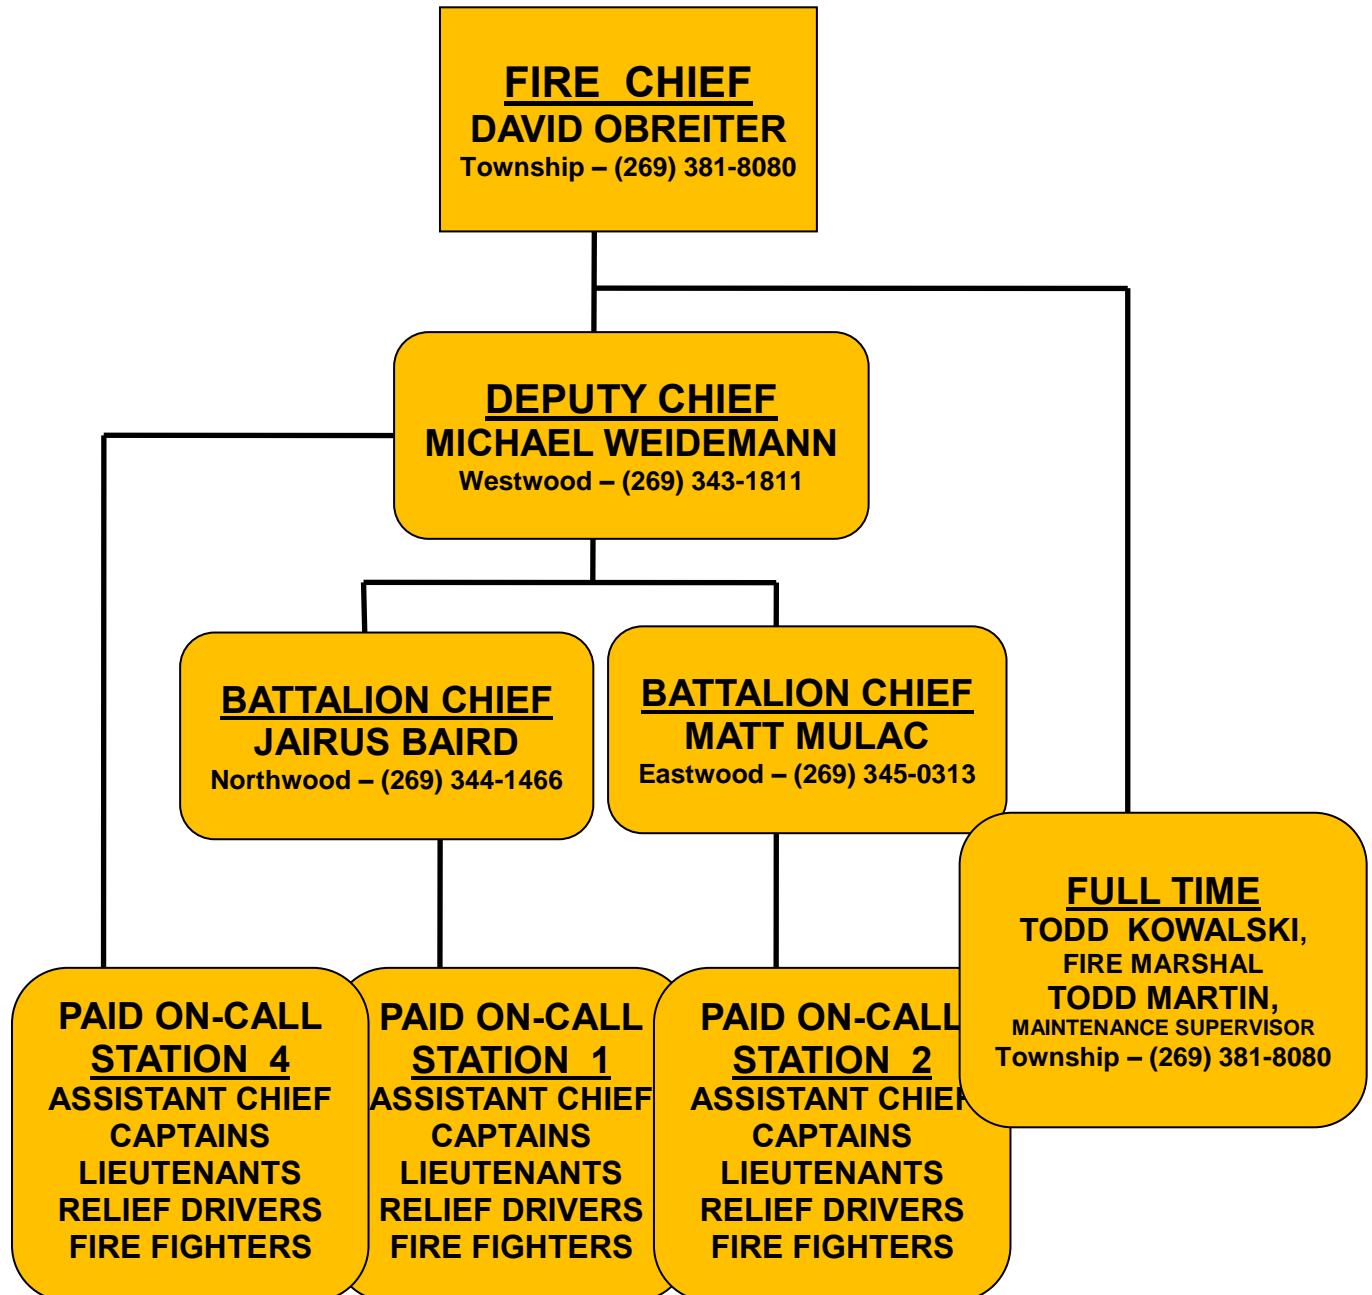 FIRE CHIEF
DAVID OBREITER
Township – (269) 381-8080
DEPUTY CHIEF
MICHAEL WEIDEMANN
Westwood – (269) 343-1811
BATTALION CHIEF
JAIRUS BAIRD
Northwood – (269) 344-1466
BATTALION CHIEF
MATT MULAC
Eastwood – (269) 345-0313
FULL TIME
TODD KOWALSKI,
FIRE MARSHAL
TODD MARTIN,
MAINTENANCE SUPERVISOR
Township – (269) 381-8080
PAID ON-CALL
STATION 4
ASSISTANT CHIEF
CAPTAINS
LIEUTENANTS
RELIEF DRIVERS
FIRE FIGHTERS
PAID ON-CALL
STATION 1
ASSISTANT CHIEF
CAPTAINS
LIEUTENANTS
RELIEF DRIVERS
FIRE FIGHTERS
PAID ON-CALL
STATION 2
ASSISTANT CHIEF
CAPTAINS
LIEUTENANTS
RELIEF DRIVERS
FIRE FIGHTERS